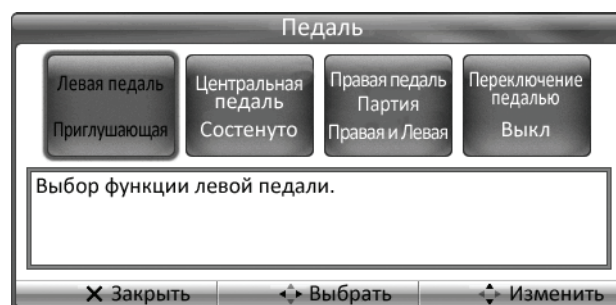 Педаль
Левая педаль
Приглушающая
Центральная
педаль
Состенуто
Правая педаль
Партия
Правая и Левая
Переключение
педалью
Выкл
Выбор функции левой педали.
Закрыть
Выбрать
Изменить